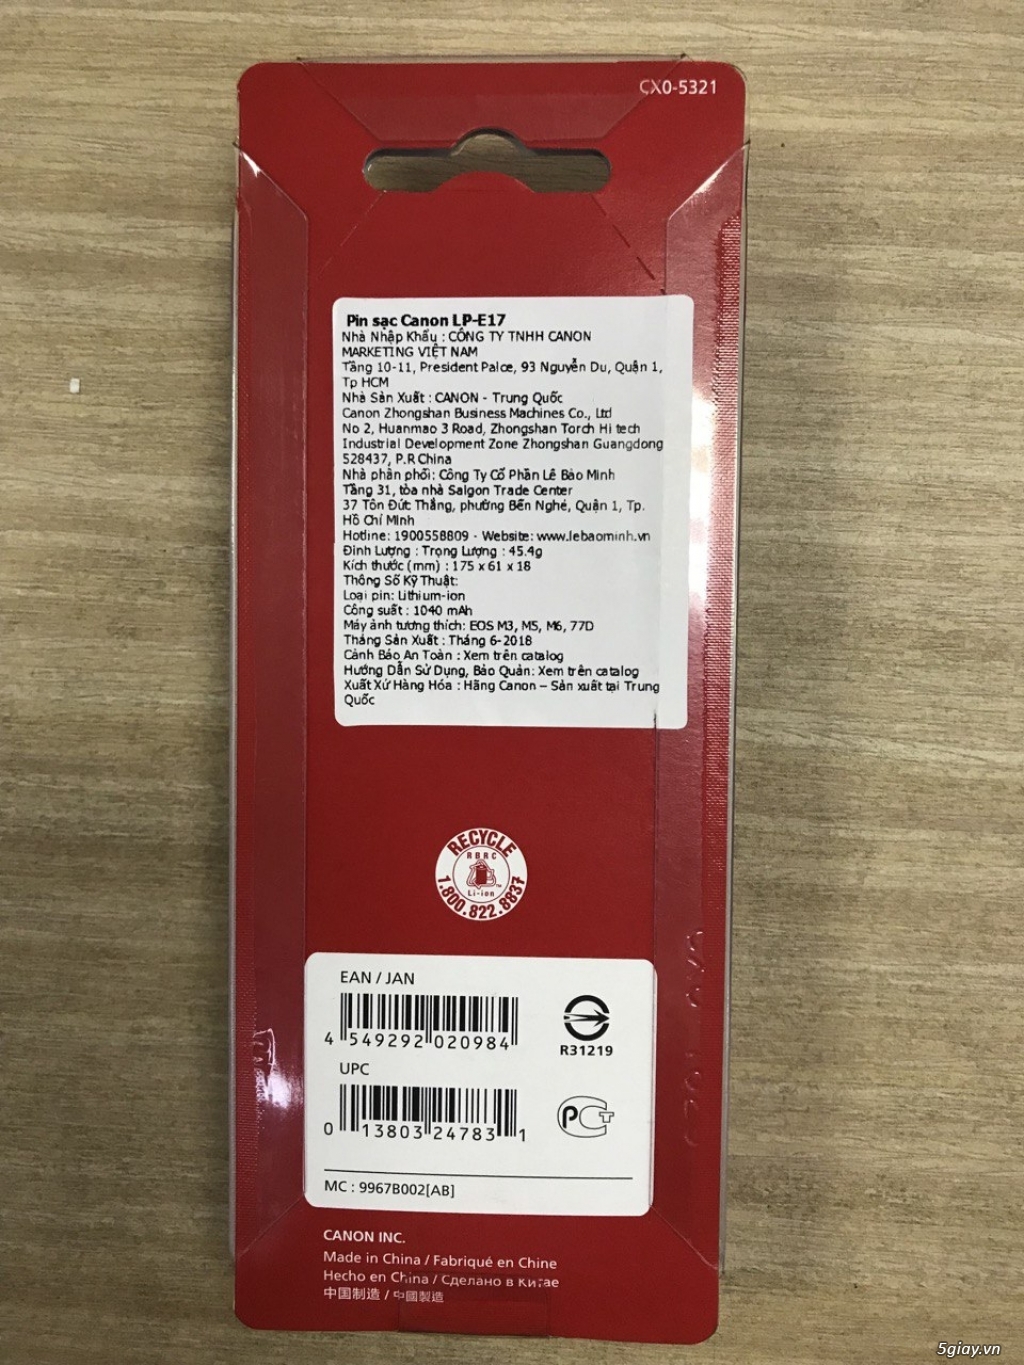 CX0-5321
Pin sạc Canon LP-E17
Nhà Nhập Khẩu : CÔNG TY TNHH CANON
MARKETING VIỆT NAM
Tầng 10-11, President Palce, 93 Nguyễn Du, Quận 1,
Tp HCM
Nhà Sản Xuất : CANON - Trung Quốc
Canon Zhongshan Business Machines Co., Ltd
No 2, Huanmao 3 Road, Zhongshan Torch Hi tech
Industrial Development Zone Zhongshan Guangdong
528437, P.R China
Nhà phân phối: Công Ty Cổ Phần Lê Bảo Minh
Tầng 31, tòa nhà Saigon Trade Center
37 Tôn Đức Thắng, phường Bến Nghé, Quận 1, Tp.
Hồ Chí Minh
Hotline: 1900558809 - Website: www.lebaominh.vn
Đinh Lượng : Trọng Lượng : 45.4g
Kích thước (mm) : 175 x 61 x 18
Thông Số Kỹ Thuật:
Loại pin: Lithium-ion
Công suất : 1040 mAh
Máy ảnh tương thích: EOS M3, M5, M6, 77D
Tháng Sản Xuất : Tháng 6-2018
Cảnh Báo An Toàn : Xem trên catalog
Hướng Dẫn Sử Dụng, Bảo Quản: Xem trên catalog
Xuất Xứ Hàng Hóa : Hãng Canon – Sản xuất tại Trung
Quốc
RECYCLE
RBRC
TM
Li-ion
1.800.822.8837
EAN / JAN
4 549292 020984
R31219
UPC
0 13803 24783 1
PCT
MC : 9967B002[AB]
CANON INC.
Made in China / Fabriqué en Chine
Hecho en China / Сделано в Китае
中国制造 / 中國製造
5giay.vn